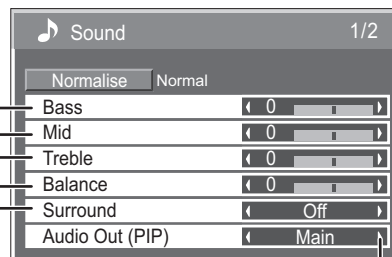 Sound 1/2
Normalise Normal
Bass 0
Mid 0
Treble 0
Balance 0
Surround Off
Audio Out (PIP) Main